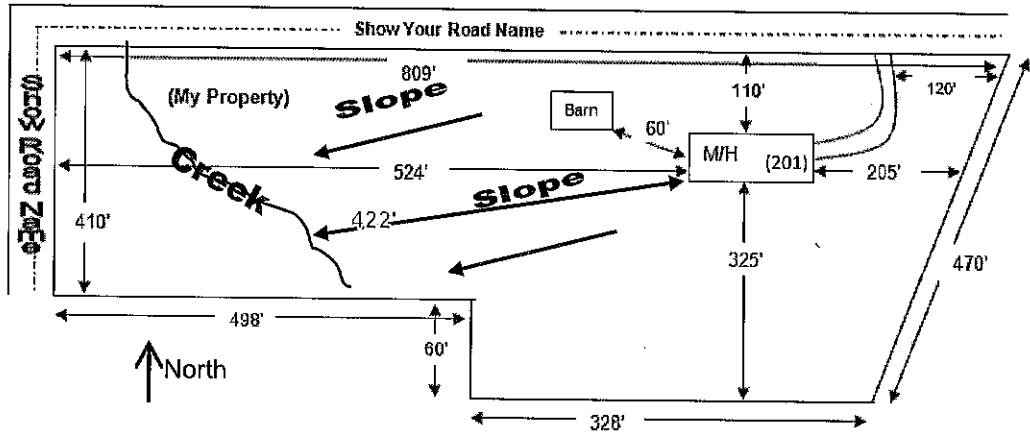 Show Your Road Name
809'
(My Property)
Slope
110'
120'
Barn
60'
M/H (201)
Show Road Name
Creek
524'
205'
Slope
422'
410'
325'
470'
498'
60'
North
328'